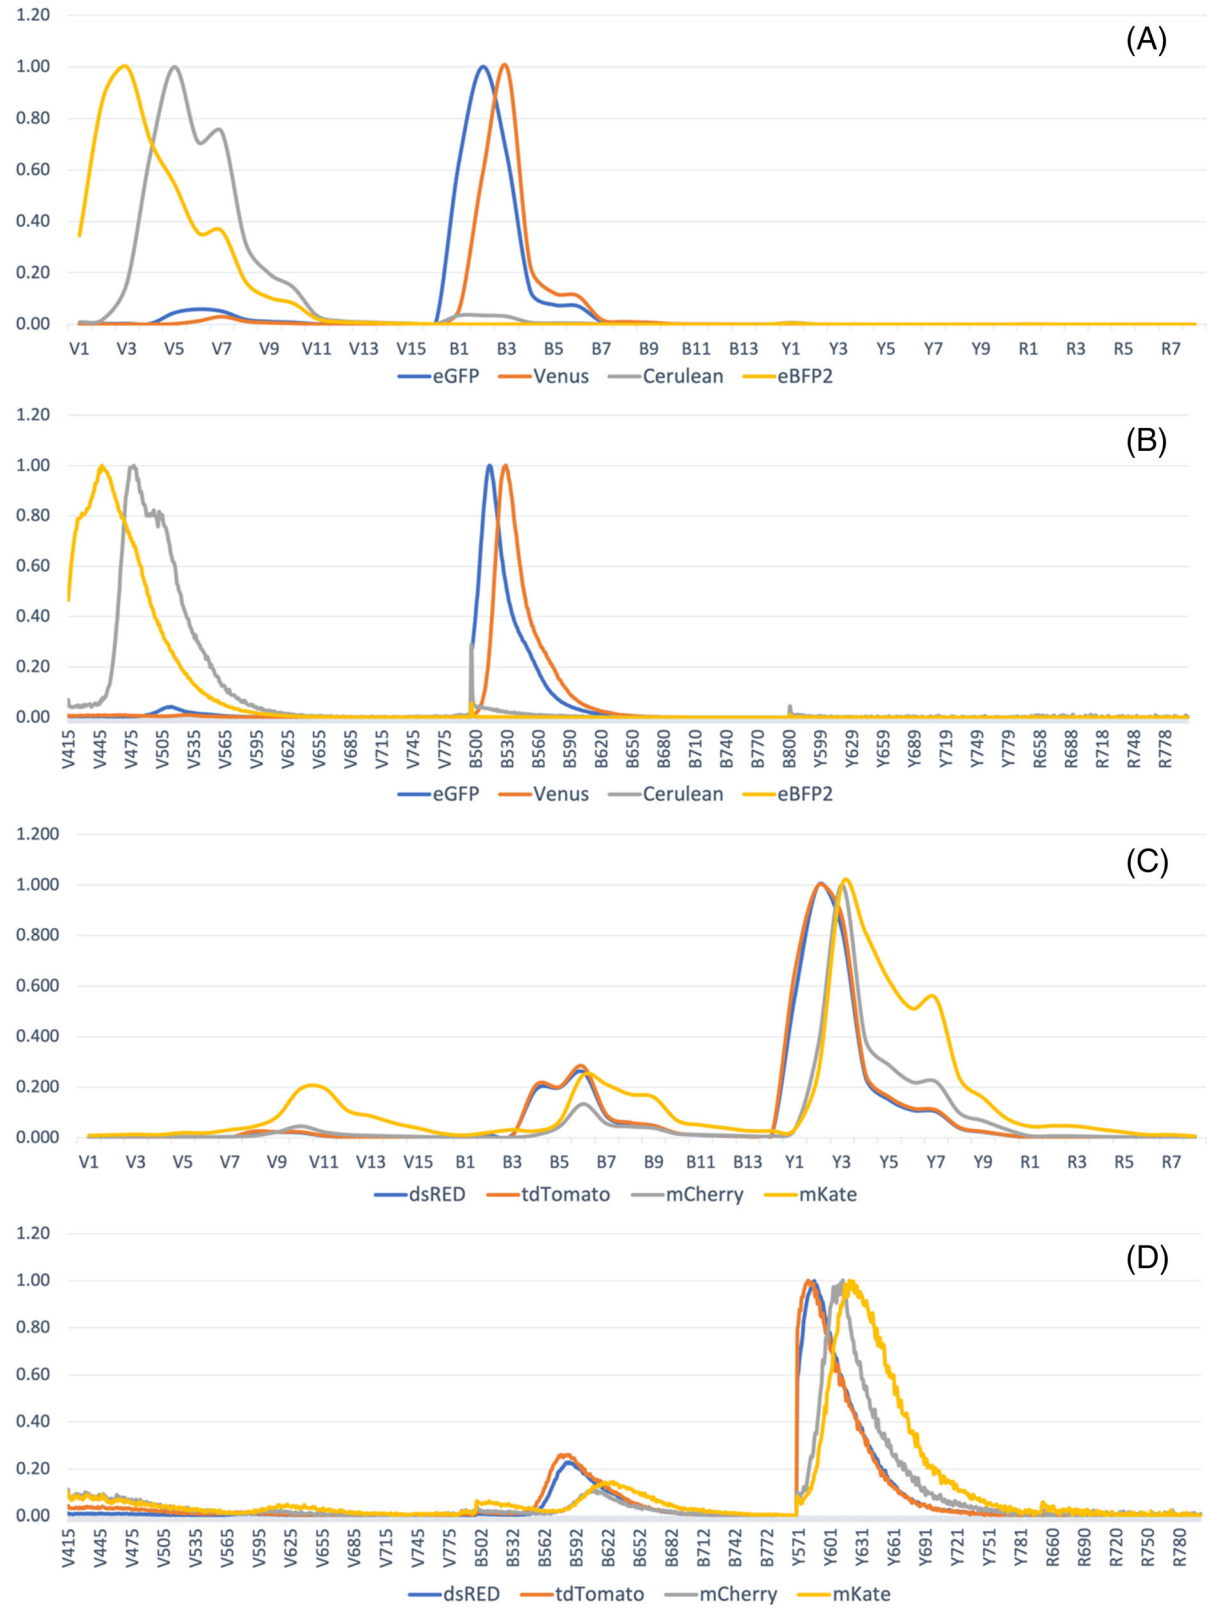 (A)
1.20
1.00
0.80
0.60
0.40
0.20
0.00
V1 V3 V5 V7 V9 V11 V13 V15 B1 B3 B5 B7 B9 B11 B13 Y1 Y3 Y5 Y7 Y9 R1 R3 R5 R7
eGFP Venus Cerulean eBFP2
(B)
1.20
1.00
0.80
0.60
0.40
0.20
0.00
V415 V445 V475 V505 V535 V565 V595 V625 V655 V685 V715 V745 V775 B500 B530 B560 B590 B620 B650 B680 B710 B740 B770 B800 Y599 Y629 Y659 Y689 Y719 Y749 Y779 R658 R688 R718 R748 R778
eGFP Venus Cerulean eBFP2
(C)
1.200
1.000
0.800
0.600
0.400
0.200
0.000
V1 V3 V5 V7 V9 V11 V13 V15 B1 B3 B5 B7 B9 B11 B13 Y1 Y3 Y5 Y7 Y9 R1 R3 R5 R7
dsRED tdTomato mCherry mKate
(D)
1.20
1.00
0.80
0.60
0.40
0.20
0.00
V415 V445 V475 V505 V535 V565 V595 V625 V655 V685 V715 V745 V775 B502 B532 B562 B592 B622 B652 B682 B712 B742 B772 Y571 Y601 Y631 Y661 Y691 Y721 Y751 Y781 R660 R690 R720 R750 R780
dsRED tdTomato mCherry mKate